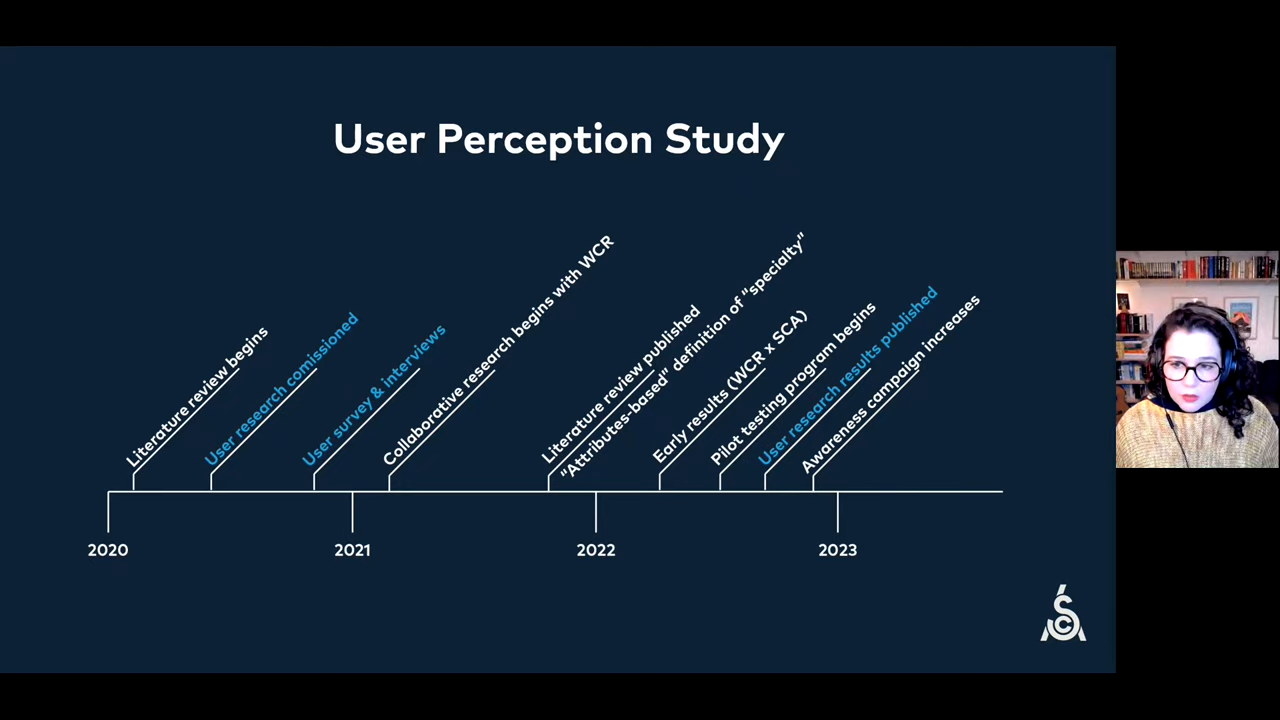 User Perception Study
Literature review begins
User research comissioned
User survey & interviews
Collaborative research begins with WCR
Literature review published
“Attributes-based” definition of “specialty”
Early results (WCR x SCA)
Pilot testing program begins
User research results published
Awareness campaign increases
2020
2021
2022
2023
SCA